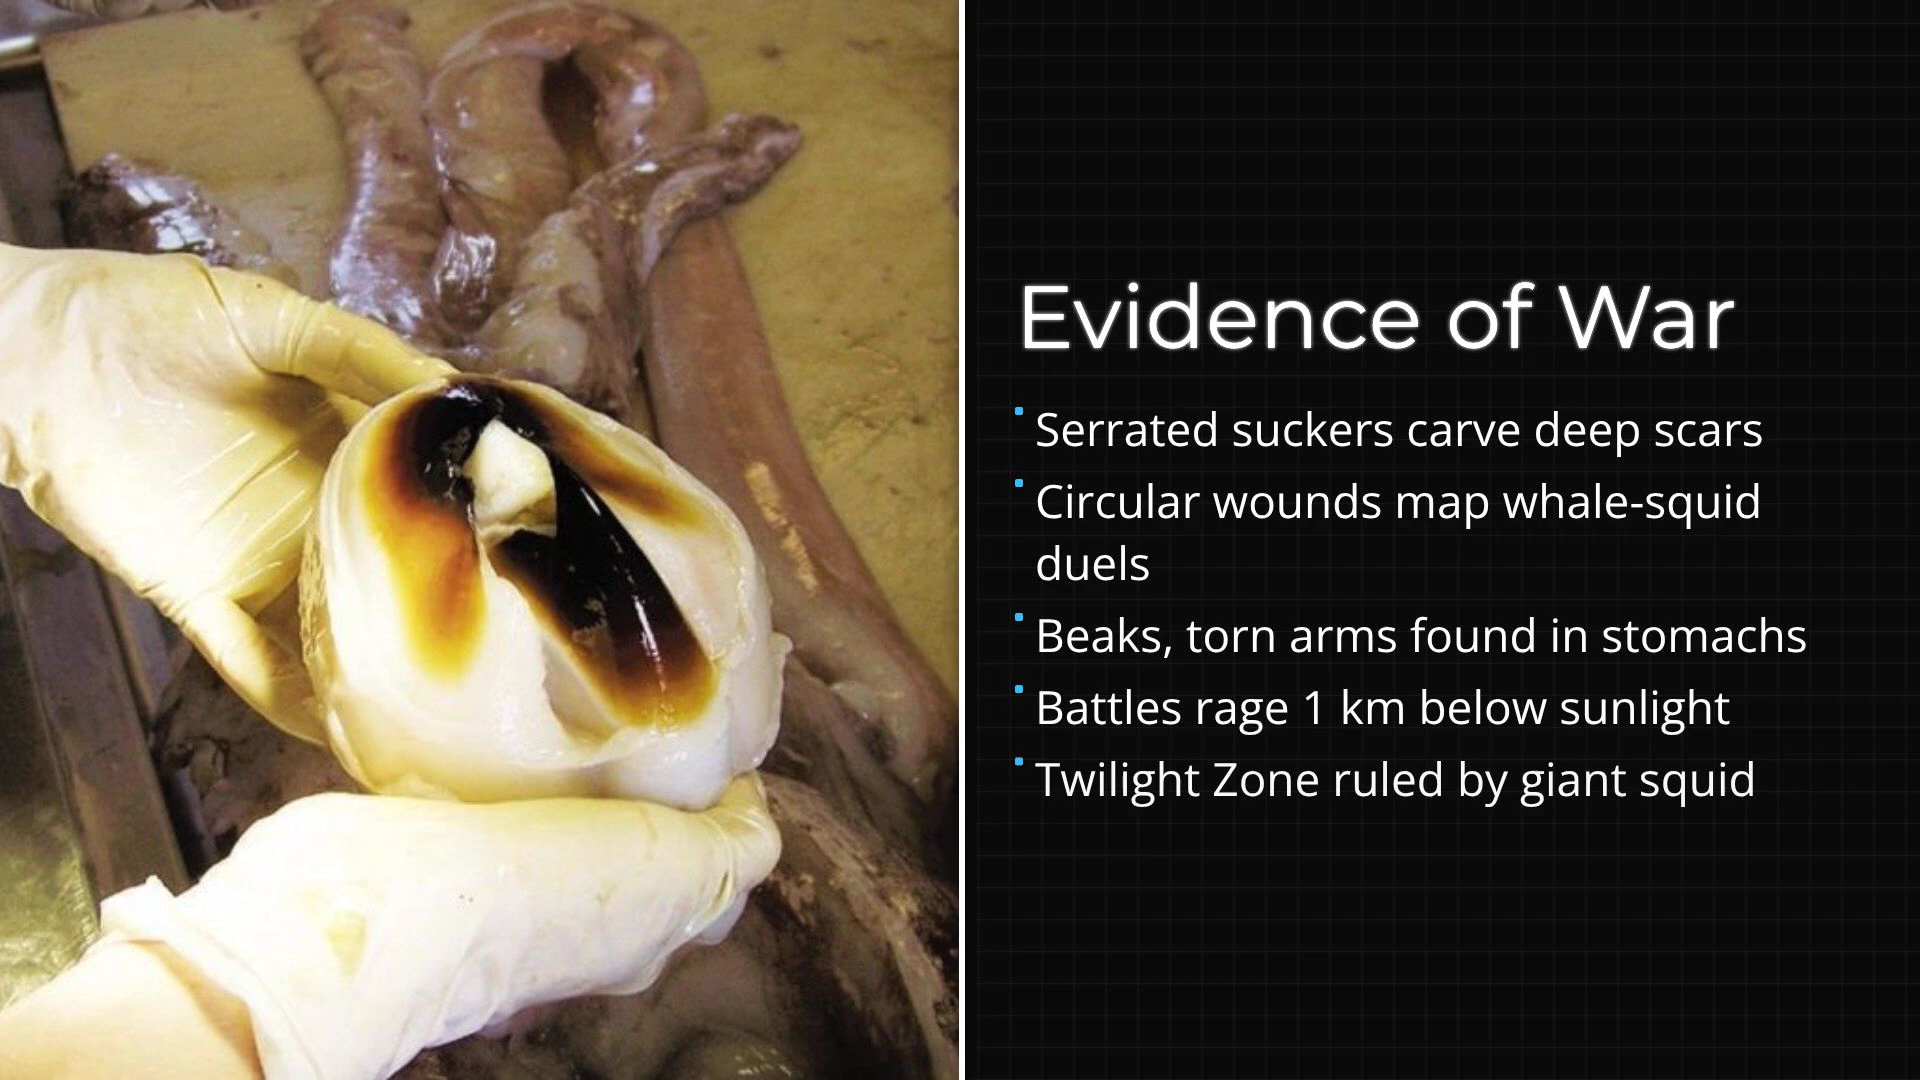 Evidence of War
Serrated suckers carve deep scars
Circular wounds map whale-squid
duels
Beaks, torn arms found in stomachs
Battles rage 1 km below sunlight
Twilight Zone ruled by giant squid